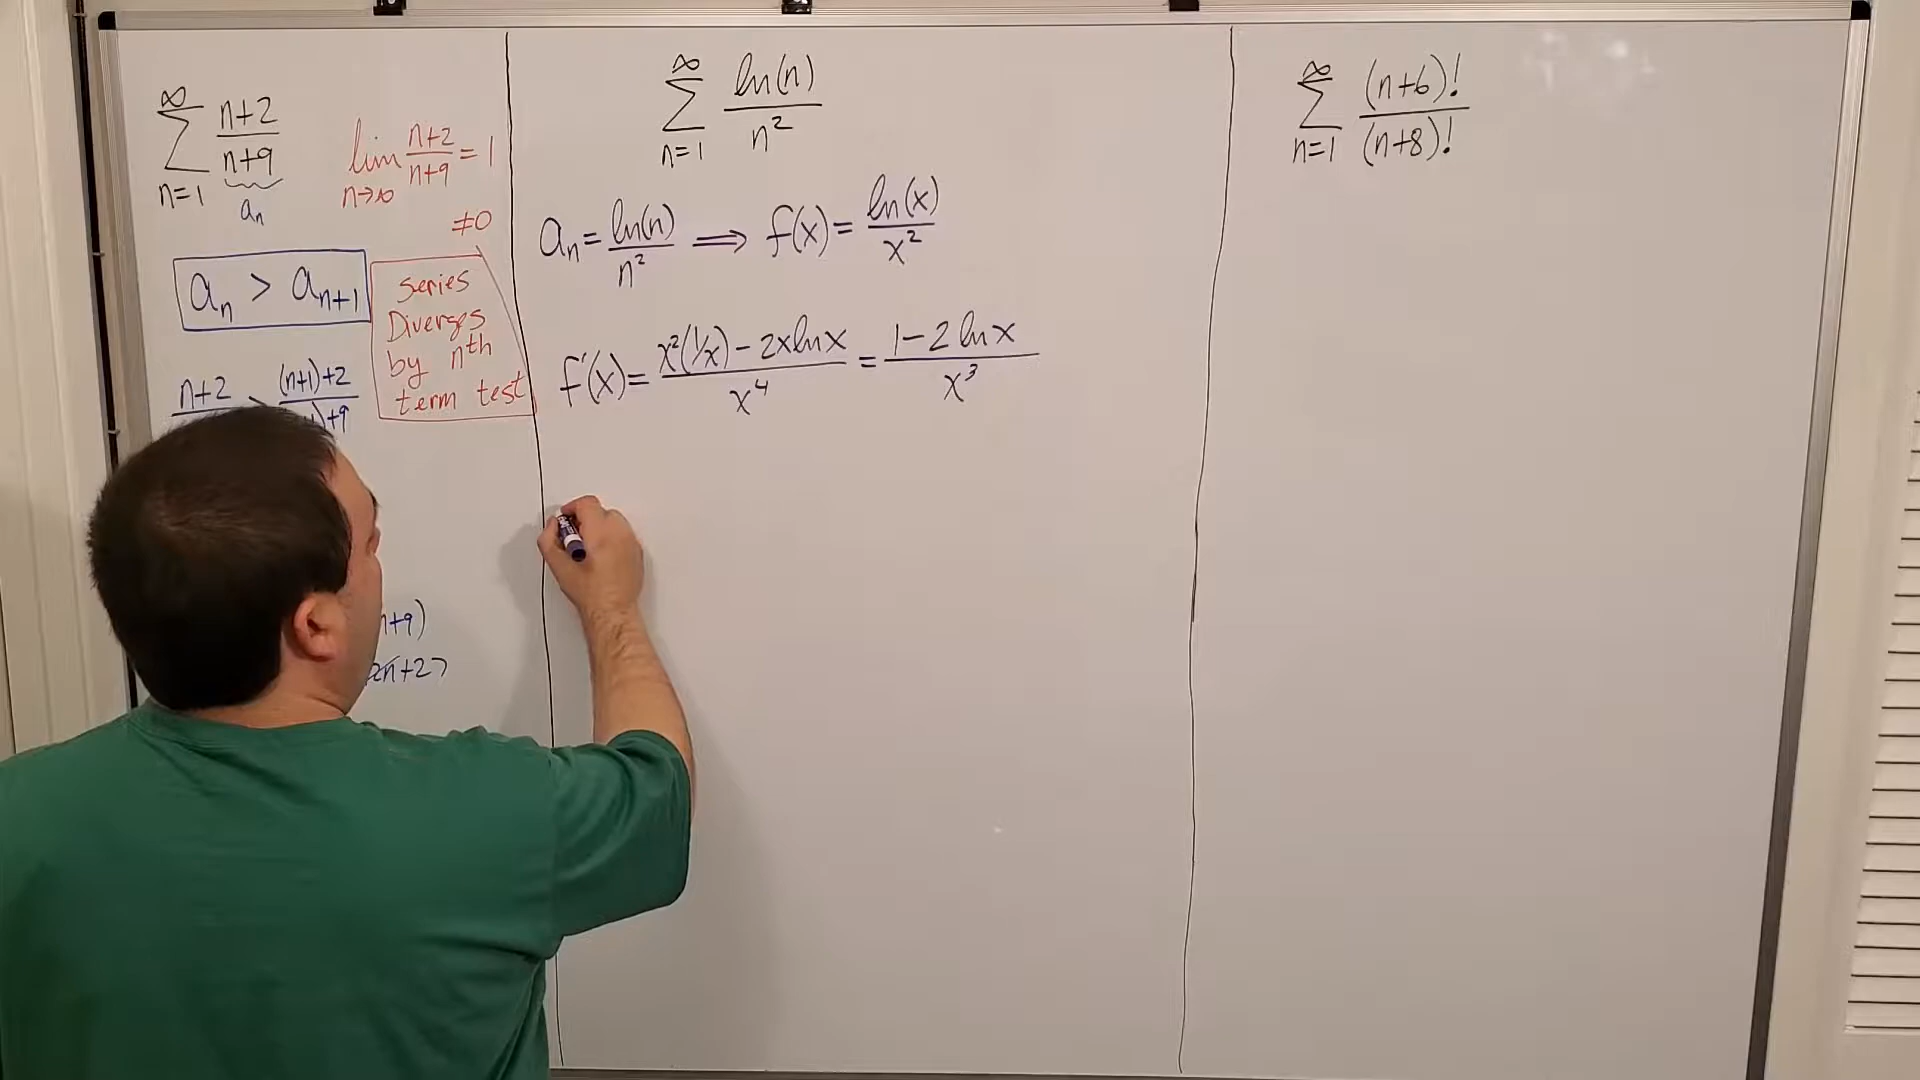 ∞
∑ n+2/n+9
n=1 aₙ
lim n+2/n+9 = 1
n→∞
≠0
aₙ > aₙ₊₁
Series
Diverges
by nᵗʰ
term test
n+2 > (n+1)+2
)+9
n+9)
2n+27
∞
∑ ln(n)/n²
n=1
aₙ = ln(n)/n² ⟹ f(x) = ln(x)/x²
f'(x) = x²(1/x) − 2x ln x/x⁴ = 1 − 2 ln x/x³
∞
∑ (n+6)!/(n+8)!
n=1